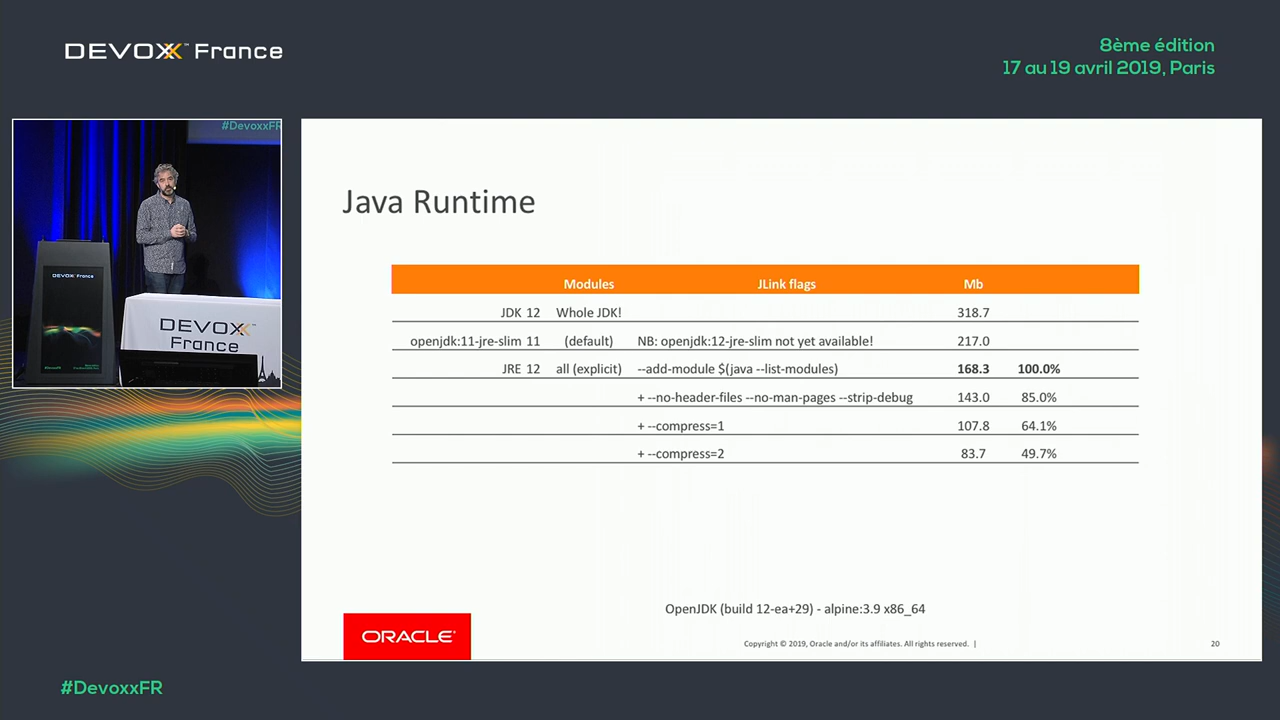 DEVOXX™ France
8ème édition
17 au 19 avril 2019, Paris
#DevoxxFR
DEVOXX France
DEVOXX™
France
Java Runtime
Modules JLink flags Mb
JDK 12 Whole JDK! 318.7
openjdk:11-jre-slim 11 (default) NB: openjdk:12-jre-slim not yet available! 217.0
JRE 12 all (explicit) --add-module $(java --list-modules) 168.3 100.0%
+ --no-header-files --no-man-pages --strip-debug 143.0 85.0%
+ --compress=1 107.8 64.1%
+ --compress=2 83.7 49.7%
OpenJDK (build 12-ea+29) - alpine:3.9 x86_64
ORACLE®
Copyright © 2019, Oracle and/or its affiliates. All rights reserved. |
20
#DevoxxFR